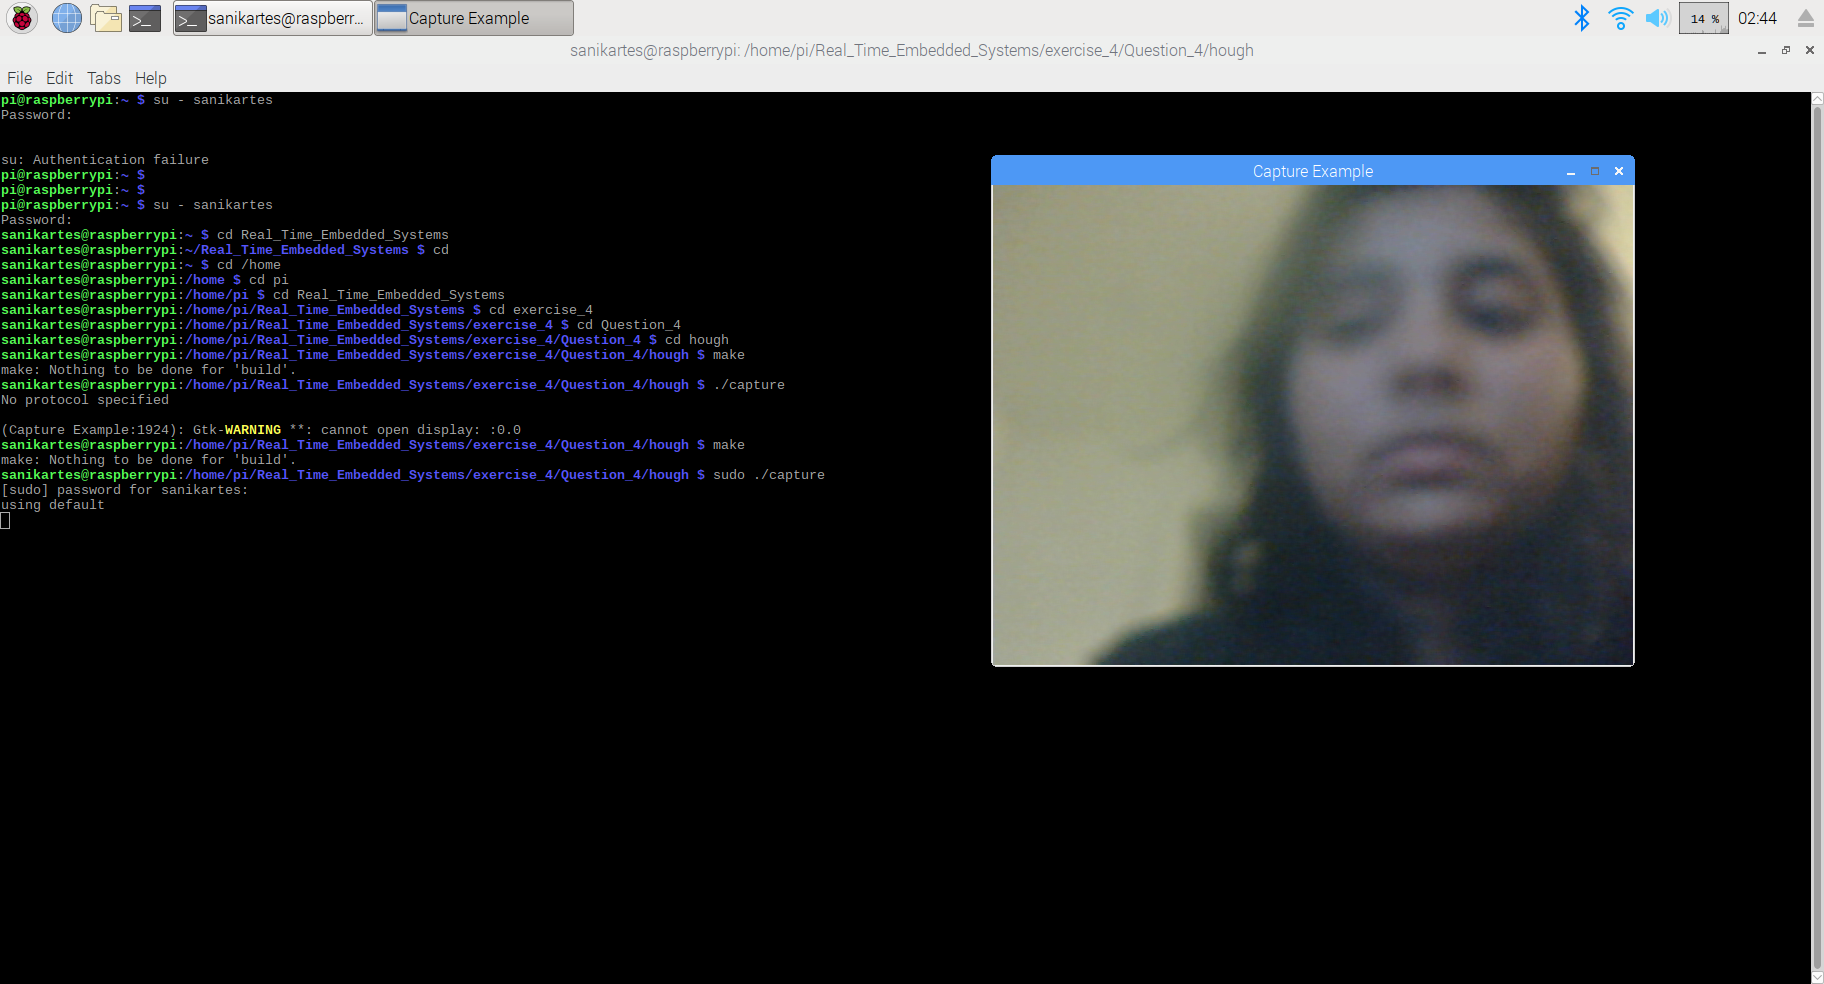 sanikartes@raspberr...
Capture Example
14 %
02:44
sanikartes@raspberrypi: /home/pi/Real_Time_Embedded_Systems/exercise_4/Question_4/hough
File Edit Tabs Help
pi@raspberrypi:~ $ su - sanikartes
Password:
su: Authentication failure
pi@raspberrypi:~ $
pi@raspberrypi:~ $
pi@raspberrypi:~ $ su - sanikartes
Password:
sanikartes@raspberrypi:~ $ cd Real_Time_Embedded_Systems
sanikartes@raspberrypi:~/Real_Time_Embedded_Systems $ cd
sanikartes@raspberrypi:~ $ cd /home
sanikartes@raspberrypi:/home $ cd pi
sanikartes@raspberrypi:/home/pi $ cd Real_Time_Embedded_Systems
sanikartes@raspberrypi:/home/pi/Real_Time_Embedded_Systems $ cd exercise_4
sanikartes@raspberrypi:/home/pi/Real_Time_Embedded_Systems/exercise_4 $ cd Question_4
sanikartes@raspberrypi:/home/pi/Real_Time_Embedded_Systems/exercise_4/Question_4 $ cd hough
sanikartes@raspberrypi:/home/pi/Real_Time_Embedded_Systems/exercise_4/Question_4/hough $ make
make: Nothing to be done for 'build'.
sanikartes@raspberrypi:/home/pi/Real_Time_Embedded_Systems/exercise_4/Question_4/hough $ ./capture
No protocol specified
(Capture Example:1924): Gtk-WARNING **: cannot open display: :0.0
sanikartes@raspberrypi:/home/pi/Real_Time_Embedded_Systems/exercise_4/Question_4/hough $ make
make: Nothing to be done for 'build'.
sanikartes@raspberrypi:/home/pi/Real_Time_Embedded_Systems/exercise_4/Question_4/hough $ sudo ./capture
[sudo] password for sanikartes:
using default
Capture Example